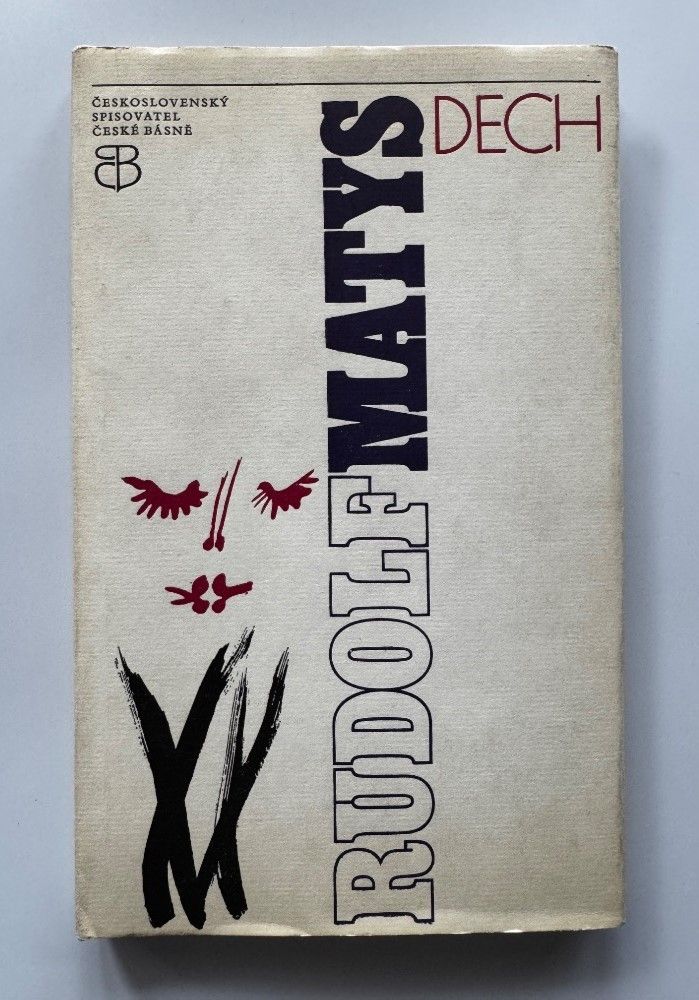 ČESKOSLOVENSKÝ
SPISOVATEL
ČESKÉ BÁSNĚ
DECH
RUDOLF MATYS